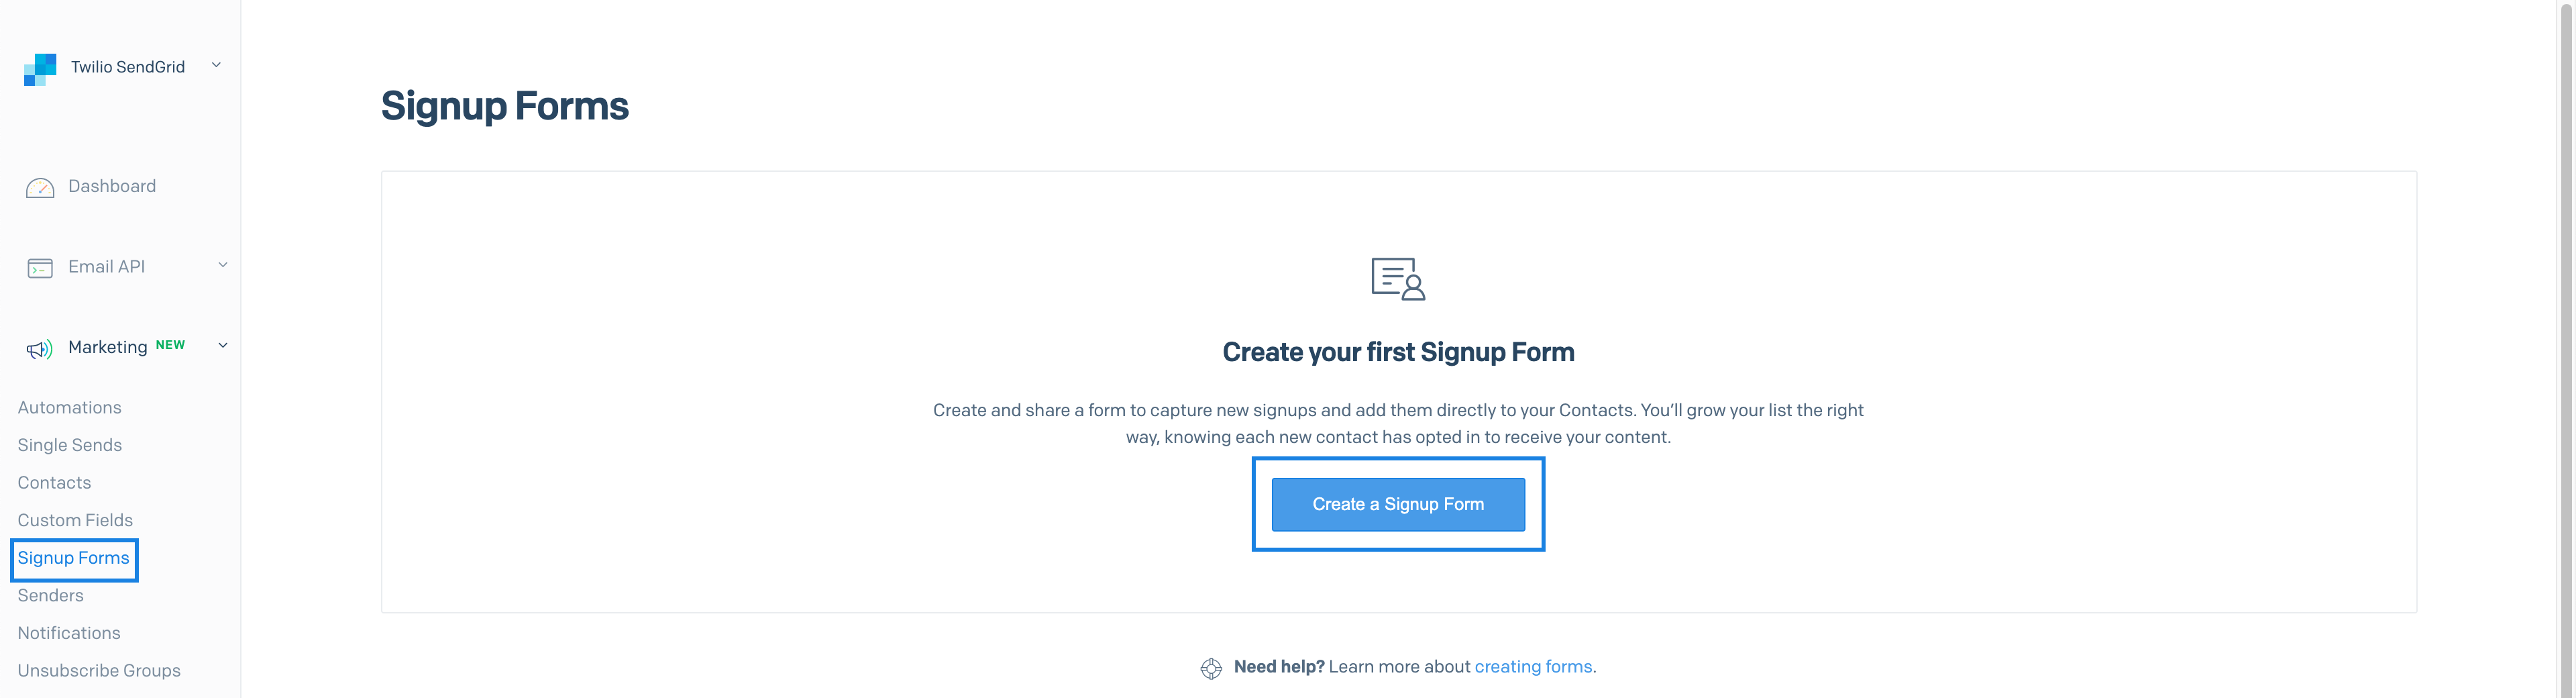 Twilio SendGrid
Dashboard
Email API
Marketing NEW
Automations
Single Sends
Contacts
Custom Fields
Signup Forms
Senders
Notifications
Unsubscribe Groups
Signup Forms
Create your first Signup Form
Create and share a form to capture new signups and add them directly to your Contacts. You’ll grow your list the right
way, knowing each new contact has opted in to receive your content.
Create a Signup Form
Need help? Learn more about creating forms.